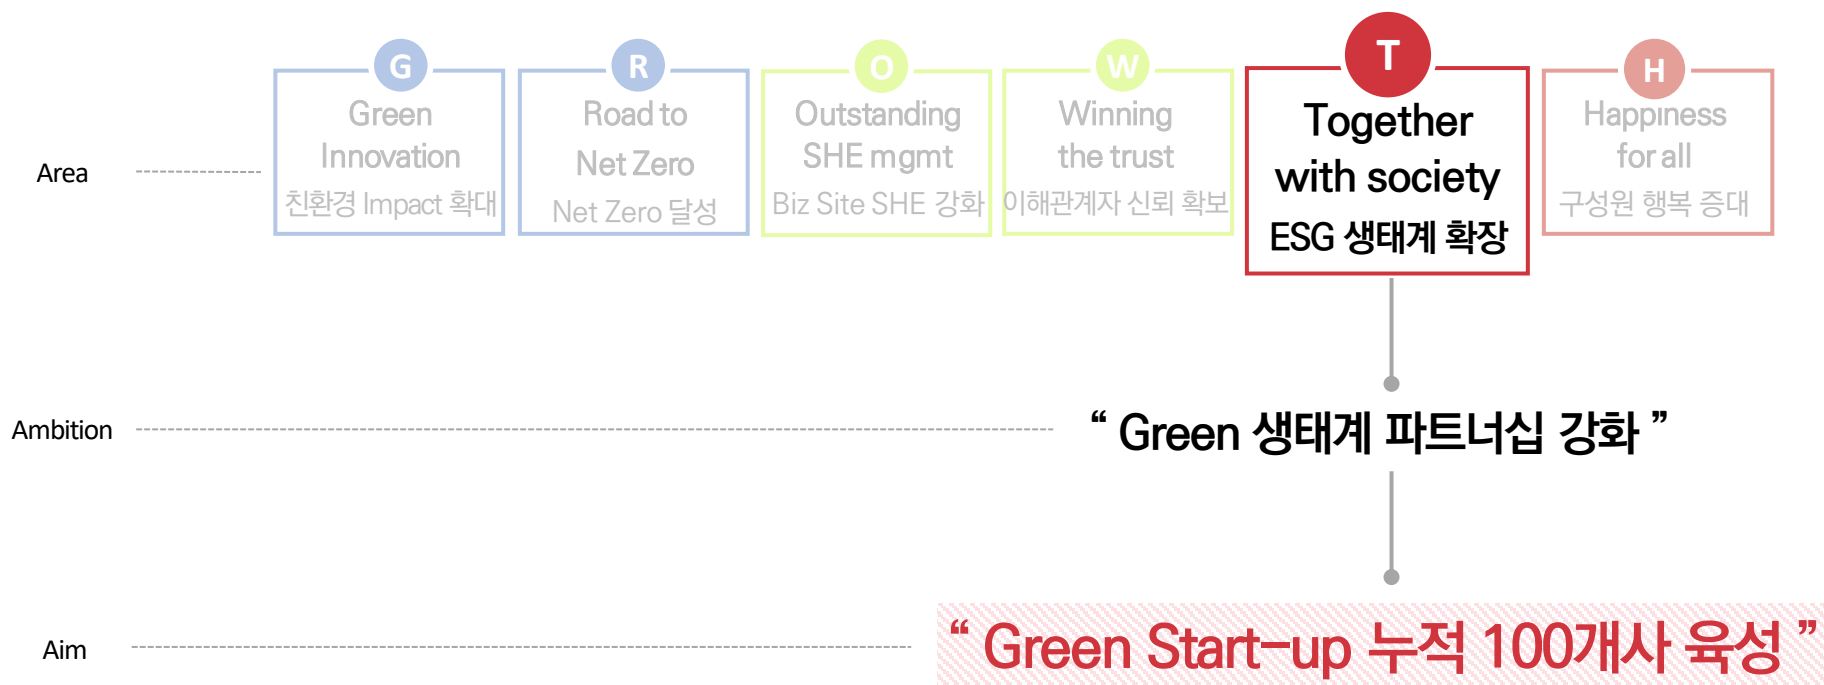 G
Green
Innovation
친환경 Impact 확대
R
Road to
Net Zero
Net Zero 달성
O
Outstanding
SHE mgmt
Biz Site SHE 강화
W
Winning
the trust
이해관계자 신뢰 확보
T
Together
with society
ESG 생태계 확장
H
Happiness
for all
구성원 행복 증대
Area
Ambition
“ Green 생태계 파트너십 강화 ”
Aim
“ Green Start-up 누적 100개사 육성 ”